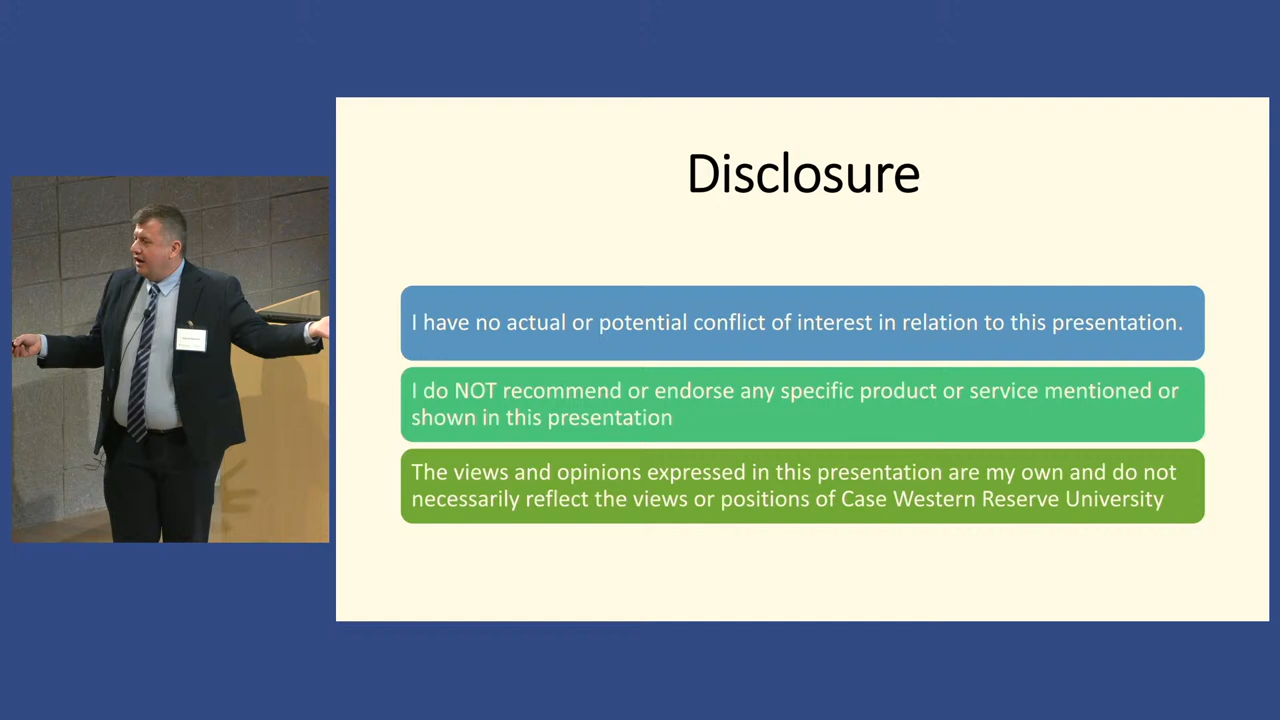 Disclosure
I have no actual or potential conflict of interest in relation to this presentation.
I do NOT recommend or endorse any specific product or service mentioned or
shown in this presentation
The views and opinions expressed in this presentation are my own and do not
necessarily reflect the views or positions of Case Western Reserve University